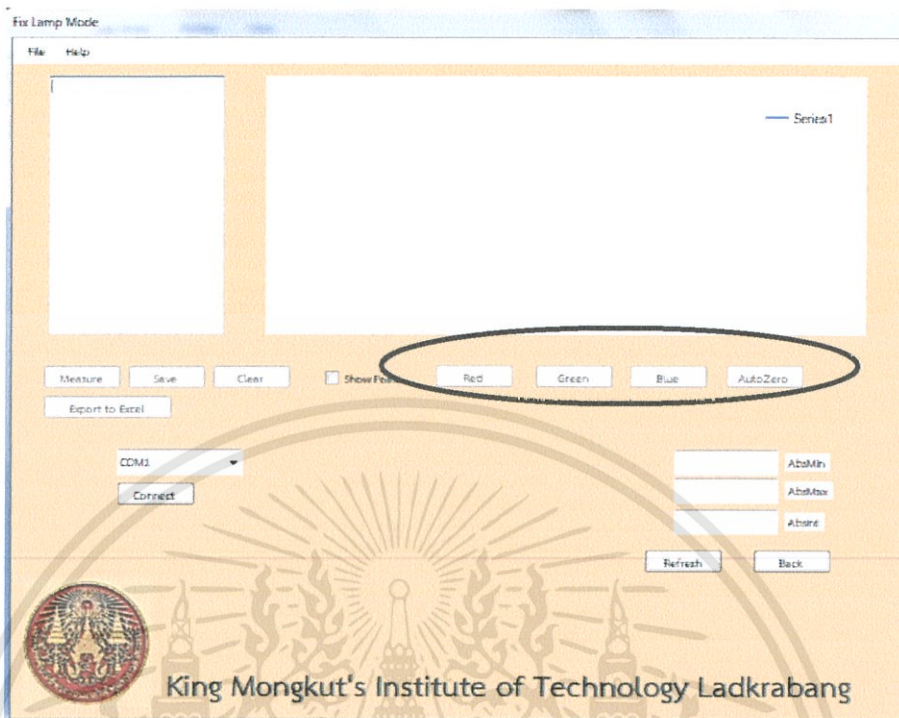 Fix Lamp Mode
File Help
Series1
Measure Save Clear Show Red Green Blue AutoZero
Export to Excel
COM1
Connect
AbsMin
AbsMax
AbsInt
Refresh Back
King Mongkut's Institute of Technology Ladkrabang